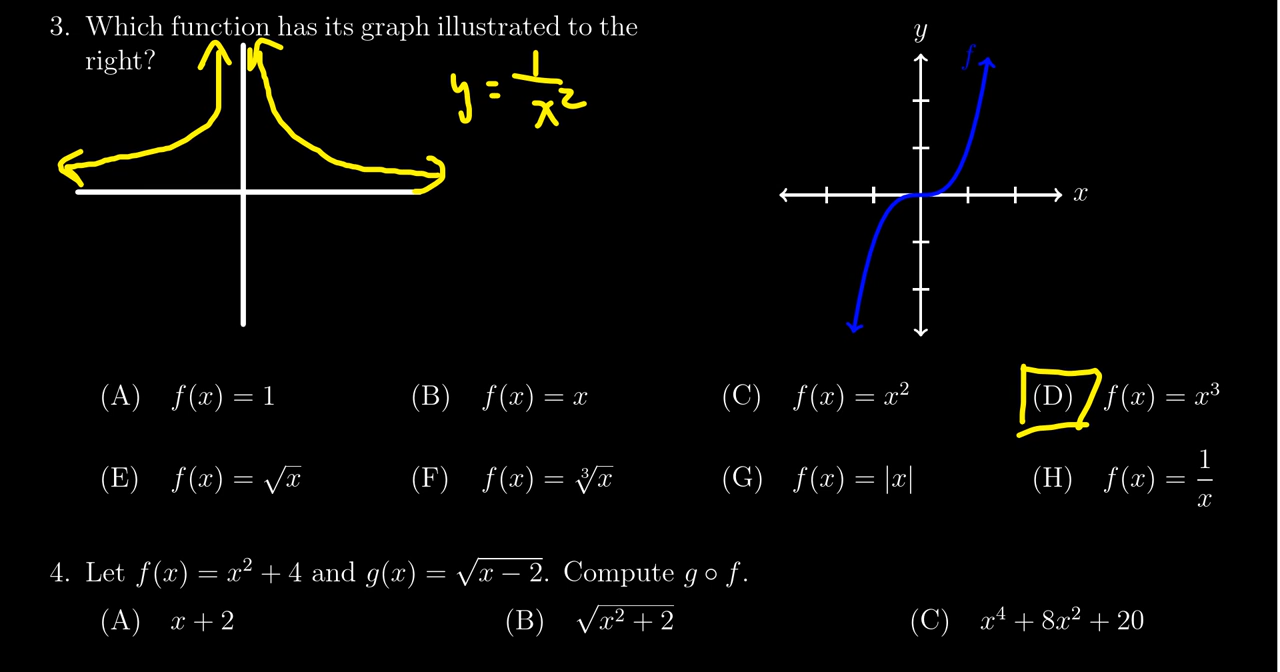 3. Which function has its graph illustrated to the
right?
y = 1/x²
y
f
x
(A) f(x) = 1 (B) f(x) = x (C) f(x) = x² (D) f(x) = x³
(E) f(x) = √x (F) f(x) = ∛x (G) f(x) = |x| (H) f(x) = 1/x
4. Let f(x) = x² + 4 and g(x) = √(x − 2). Compute g ∘ f.
(A) x + 2 (B) √(x² + 2) (C) x⁴ + 8x² + 20